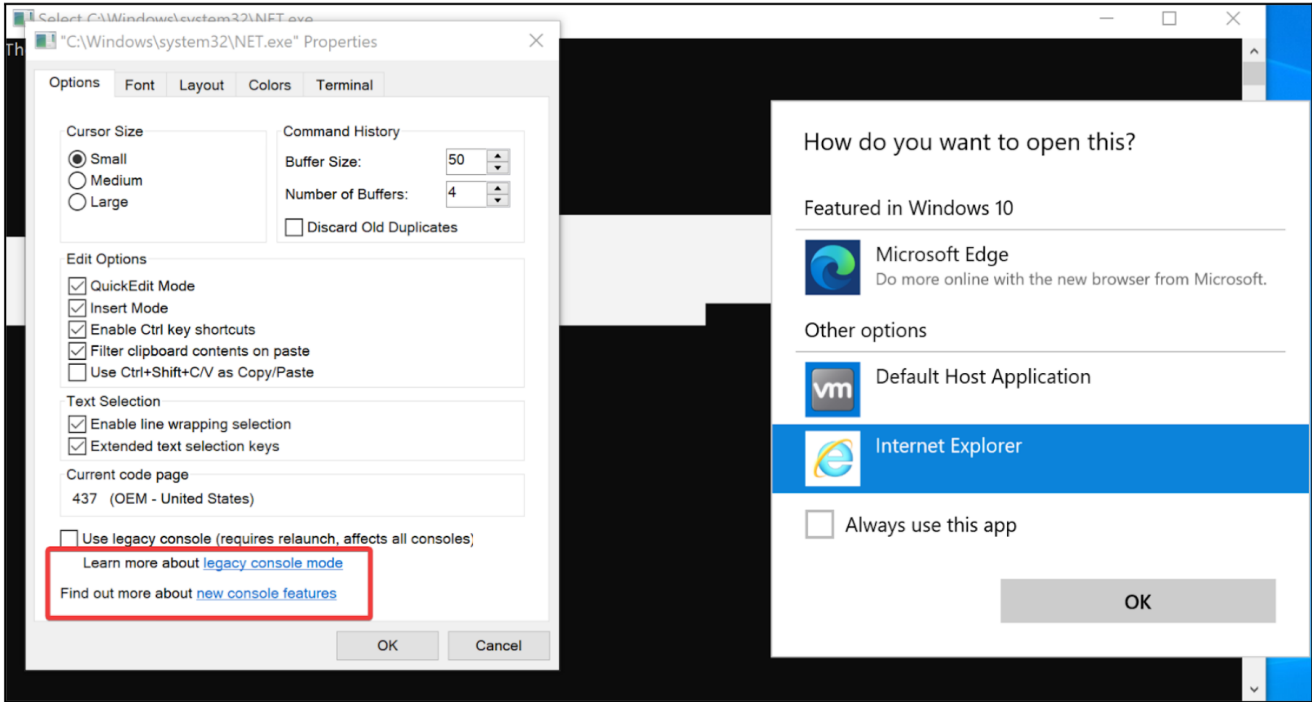 Select C:\Windows\system32\NET.exe
"C:\Windows\system32\NET.exe" Properties
Th
Options Font Layout Colors Terminal
Cursor Size
Small
Medium
Large
Command History
Buffer Size: 50
Number of Buffers: 4
Discard Old Duplicates
Edit Options
QuickEdit Mode
Insert Mode
Enable Ctrl key shortcuts
Filter clipboard contents on paste
Use Ctrl+Shift+C/V as Copy/Paste
Text Selection
Enable line wrapping selection
Extended text selection keys
Current code page
437 (OEM - United States)
Use legacy console (requires relaunch, affects all consoles)
Learn more about legacy console mode
Find out more about new console features
OK Cancel
How do you want to open this?
Featured in Windows 10
Microsoft Edge
Do more online with the new browser from Microsoft.
Other options
vm
Default Host Application
Internet Explorer
Always use this app
OK